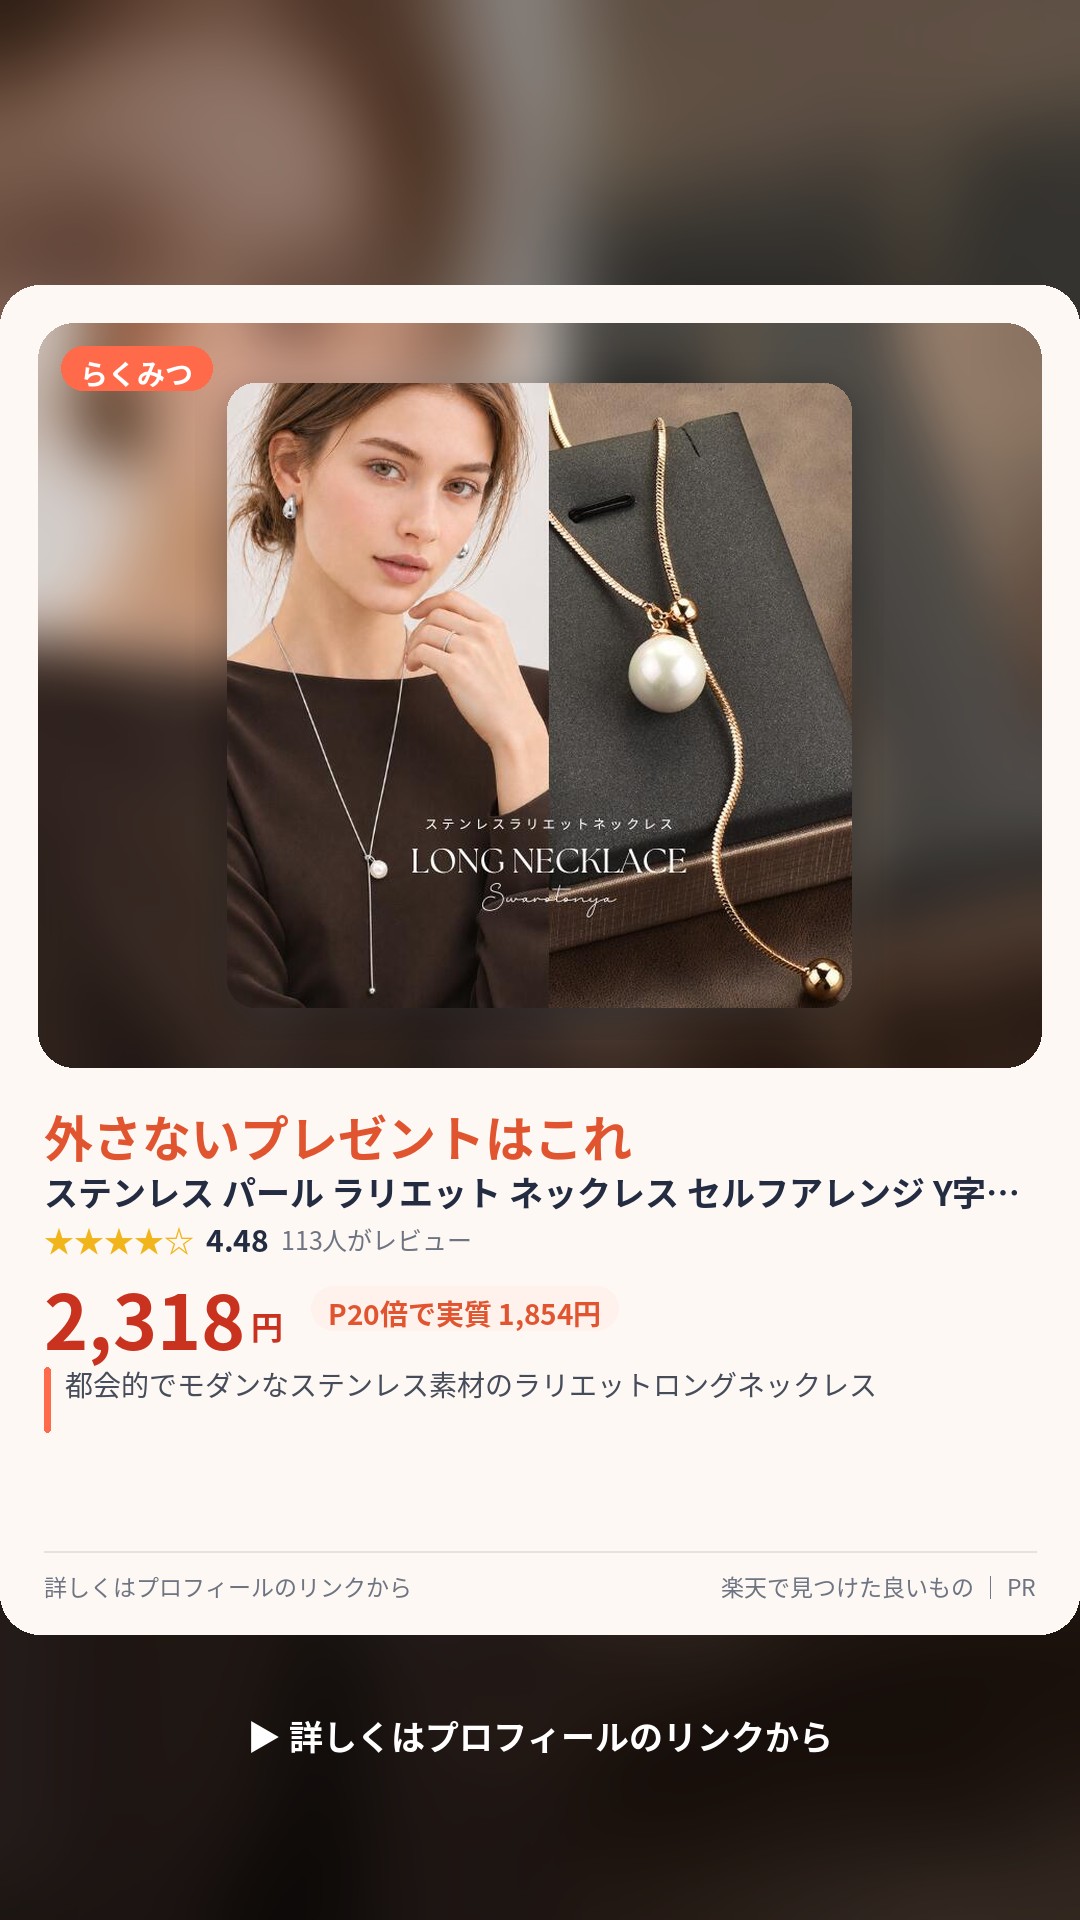 らくみつ
ステンレスラリエットネックレス
LONG NECKLACE
Swarotonya
外さないプレゼントはこれ
ステンレス パール ラリエット ネックレス セルフアレンジ Y字…
★★★★☆ 4.48 113人がレビュー
2,318円 P20倍で実質 1,854円
都会的でモダンなステンレス素材のラリエットロングネックレス
詳しくはプロフィールのリンクから 楽天で見つけた良いもの｜PR
▶ 詳しくはプロフィールのリンクから